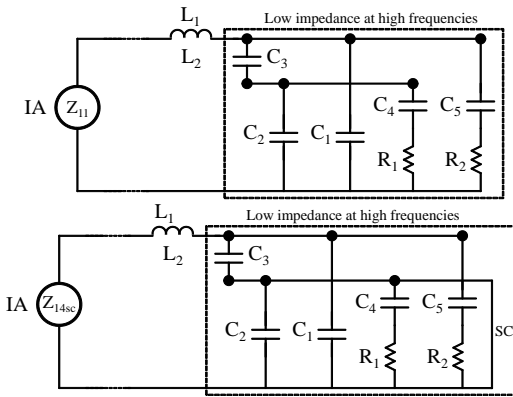 Low impedance at high frequencies
L1
L2
C3
IA
Z11
C2
C1
C4
C5
R1
R2
Low impedance at high frequencies
L1
L2
C3
IA
Z14sc
C2
C1
C4
C5
SC
R1
R2